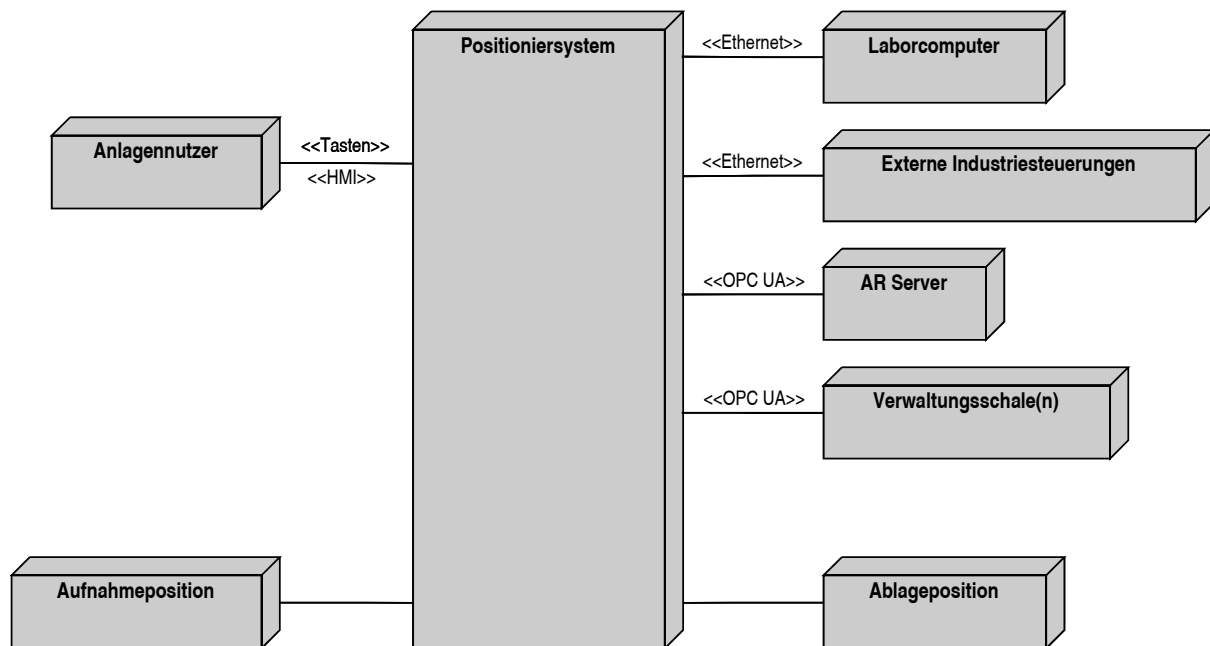 Positioniersystem
<<Ethernet>>
Laborcomputer
Anlagennutzer
<<Tasten>>
<<HMI>>
<<Ethernet>>
Externe Industriesteuerungen
<<OPC UA>>
AR Server
<<OPC UA>>
Verwaltungsschale(n)
Aufnahmeposition
Ablageposition